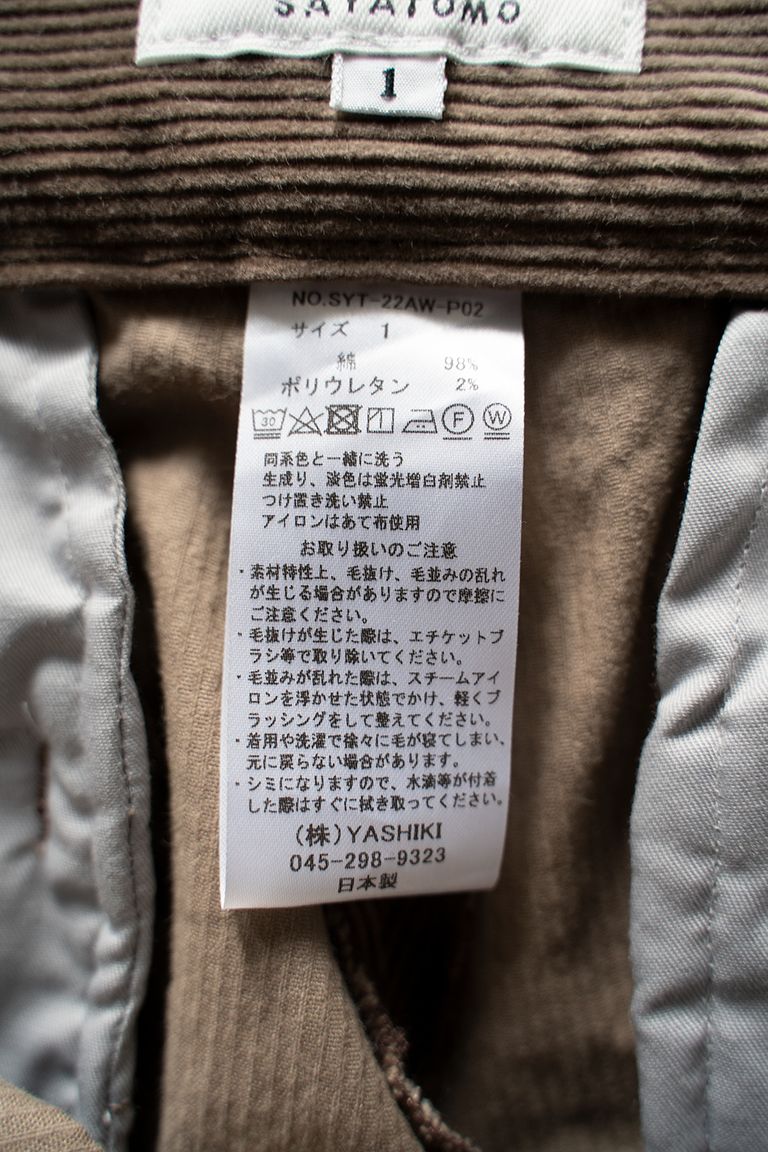 SAYATOMO
1
NO.SYT-22AW-P02
サイズ 1
綿 98%
ポリウレタン 2%
30 F W
同系色と一緒に洗う
生成り、淡色は蛍光増白剤禁止
つけ置き洗い禁止
アイロンはあて布使用
お取り扱いのご注意
・素材特性上、毛抜け、毛並みの乱れ
が生じる場合がありますので摩擦に
ご注意ください。
・毛抜けが生じた際は、エチケットブ
ラシ等で取り除いてください。
・毛並みが乱れた際は、スチームアイ
ロンを浮かせた状態でかけ、軽くブ
ラッシングをして整えてください。
・着用や洗濯で徐々に毛が寝てしまい、
元に戻らない場合があります。
・シミになりますので、水滴等が付着
した際はすぐに拭き取ってください。
(株)YASHIKI
045-298-9323
日本製